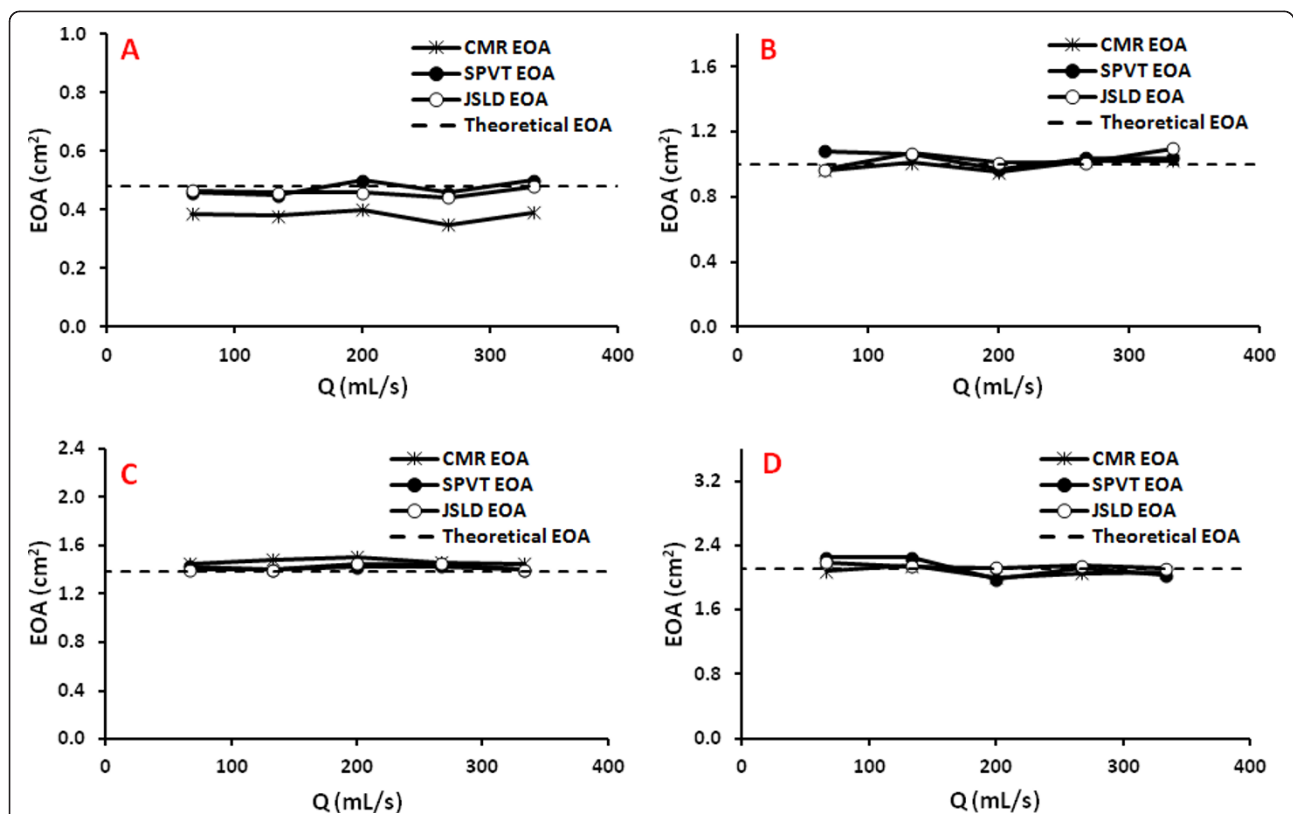 A
CMR EOA
SPVT EOA
JSLD EOA
Theoretical EOA
EOA (cm²)
1.0
0.8
0.6
0.4
0.2
0.0
0 100 200 300 400
Q (mL/s)
B
CMR EOA
SPVT EOA
JSLD EOA
Theoretical EOA
EOA (cm²)
1.6
1.2
0.8
0.4
0.0
0 100 200 300 400
Q (mL/s)
C
CMR EOA
SPVT EOA
JSLD EOA
Theoretical EOA
EOA (cm²)
2.4
2.0
1.6
1.2
0.8
0.4
0.0
0 100 200 300 400
Q (mL/s)
D
CMR EOA
SPVT EOA
JSLD EOA
Theoretical EOA
EOA (cm²)
3.2
2.4
1.6
0.8
0.0
0 100 200 300 400
Q (mL/s)